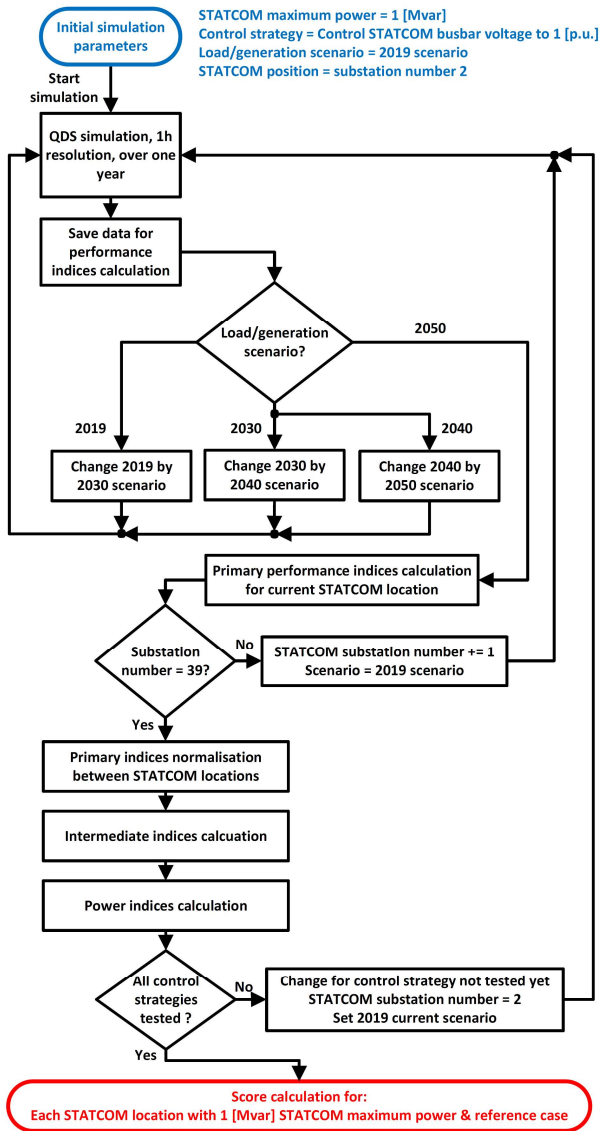 Initial simulation
parameters
STATCOM maximum power = 1 [Mvar]
Control strategy = Control STATCOM busbar voltage to 1 [p.u.]
Load/generation scenario = 2019 scenario
STATCOM position = substation number 2
Start
simulation
QDS simulation, 1h
resolution, over one
year
Save data for
performance
indices calculation
Load/generation
scenario?
2050
2019
2030
2040
Change 2019 by
2030 scenario
Change 2030 by
2040 scenario
Change 2040 by
2050 scenario
Primary performance indices calculation
for current STATCOM location
Substation
number = 39?
No
STATCOM substation number += 1
Scenario = 2019 scenario
Yes
Primary indices normalisation
between STATCOM locations
Intermediate indices calcuation
Power indices calculation
All control
strategies
tested ?
No
Change for control strategy not tested yet
STATCOM substation number = 2
Set 2019 current scenario
Yes
Score calculation for:
Each STATCOM location with 1 [Mvar] STATCOM maximum power & reference case